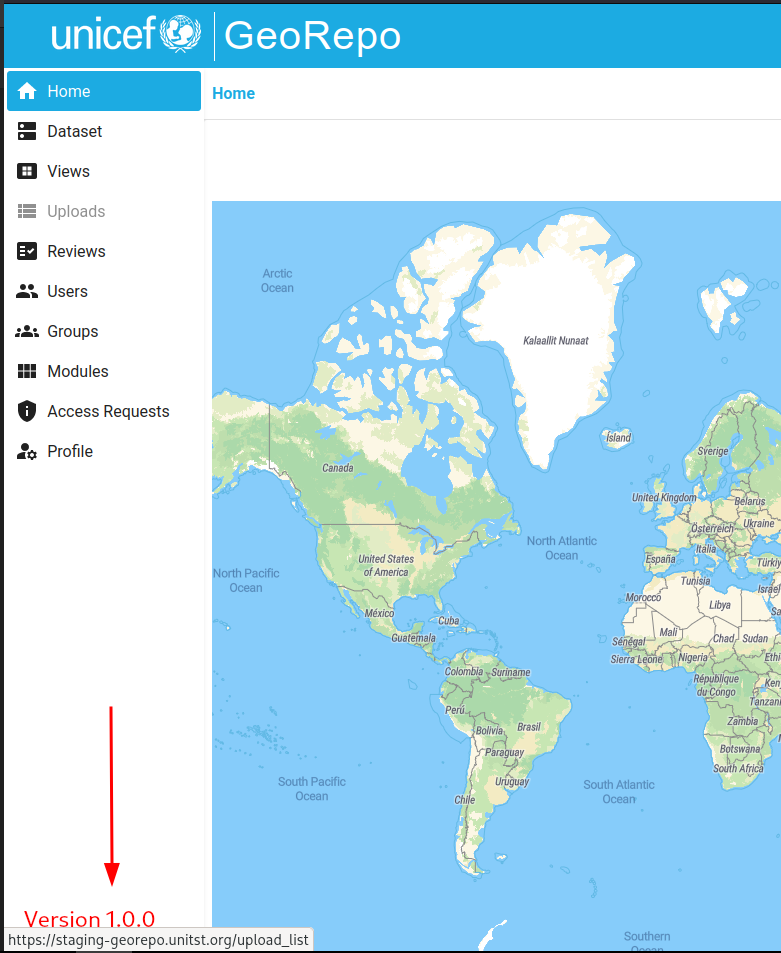 unicef GeoRepo
Home
Dataset
Views
Uploads
Reviews
Users
Groups
Modules
Access Requests
Profile
Version 1.0.0
https://staging-georepo.unitst.org/upload_list
Home
Arctic
Ocean
Kalaallit Nunaat
Ísland
Sverige
Canada
United Kingdom
Belarus
Österreich
Ukraine
Italia
España
Türkiy
North Atlantic
Ocean
United States
of America
North Pacific
Ocean
Tunisia
Israel
Morocco
Libya
México
Cuba
Guatemala
Mali
Chad
Sudan
Sénégal
Sierra Leone
Nigeria
Ethi
Colombia
Suriname
République
du Congo
Ken
Tanzan
Perú
Brasil
Zambia
Bolivia
Botswana
Paraguay
South Africa
Uruguay
Chile
South Pacific
Ocean
South Atlantic
Ocean
Southern
Ocean